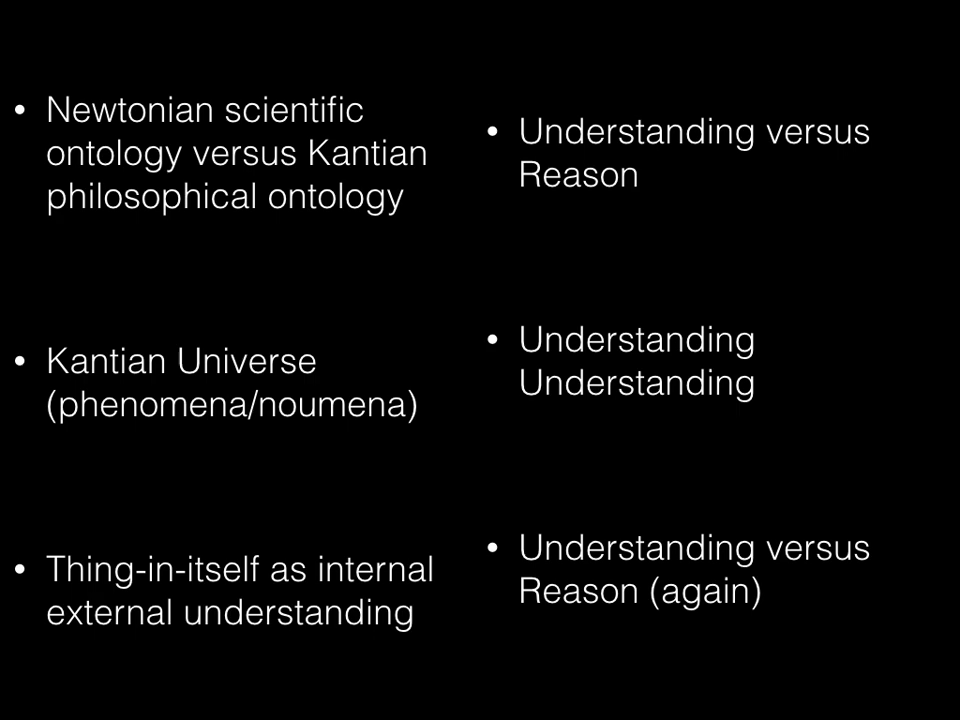 • Newtonian scientific
ontology versus Kantian
philosophical ontology
• Kantian Universe
(phenomena/noumena)
• Thing-in-itself as internal
external understanding
• Understanding versus
Reason
• Understanding
Understanding
• Understanding versus
Reason (again)